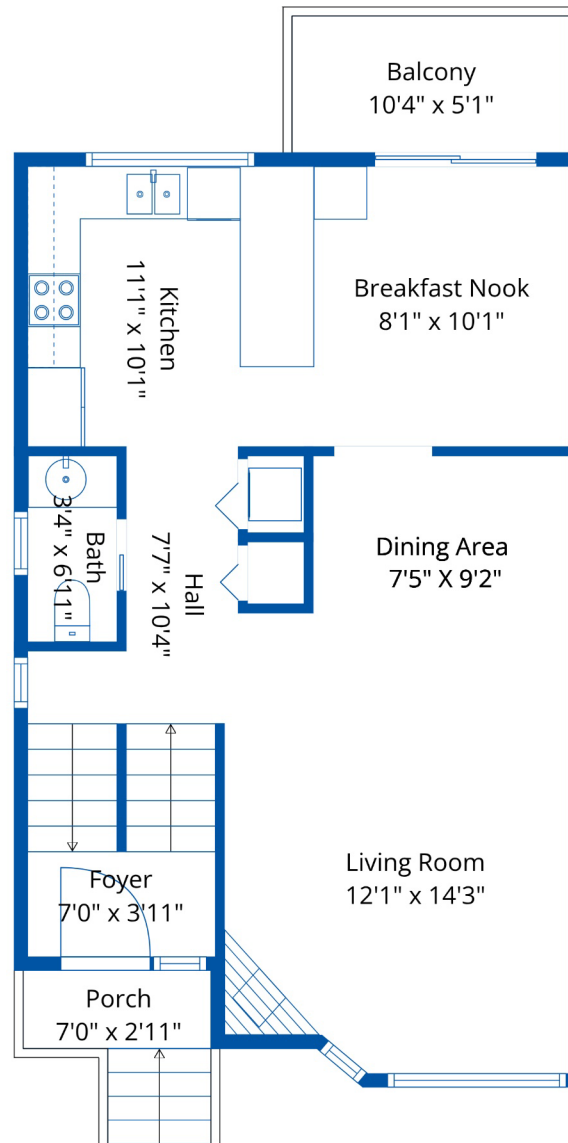 Balcony
10'4" x 5'1"
Kitchen
11'1" x 10'1"
Breakfast Nook
8'1" x 10'1"
Bath
3'4" x 6'11"
Hall
7'7" x 10'4"
Dining Area
7'5" X 9'2"
Living Room
12'1" x 14'3"
Foyer
7'0" x 3'11"
Porch
7'0" x 2'11"